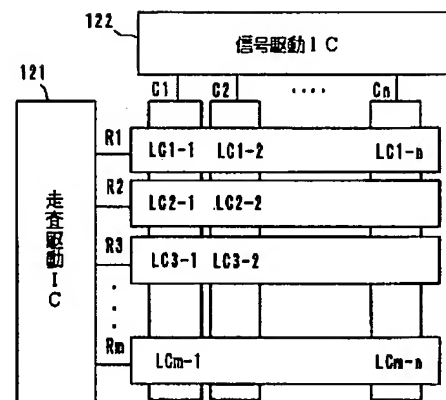 122
信号駆動IC
121
C1 C2 ‥‥ Cn
R1 LC1-1 LC1-2 LC1-n
R2 LC2-1 LC2-2
R3 LC3-1 LC3-2
Rm LCm-1 LCm-n
走査駆動IC